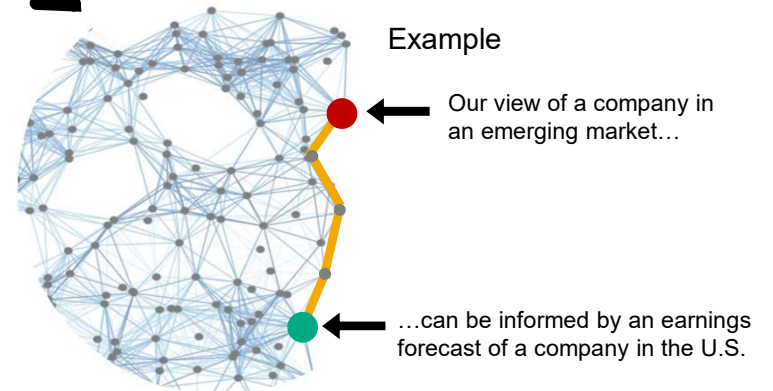 Example
Our view of a company in
an emerging market…
…can be informed by an earnings
forecast of a company in the U.S.